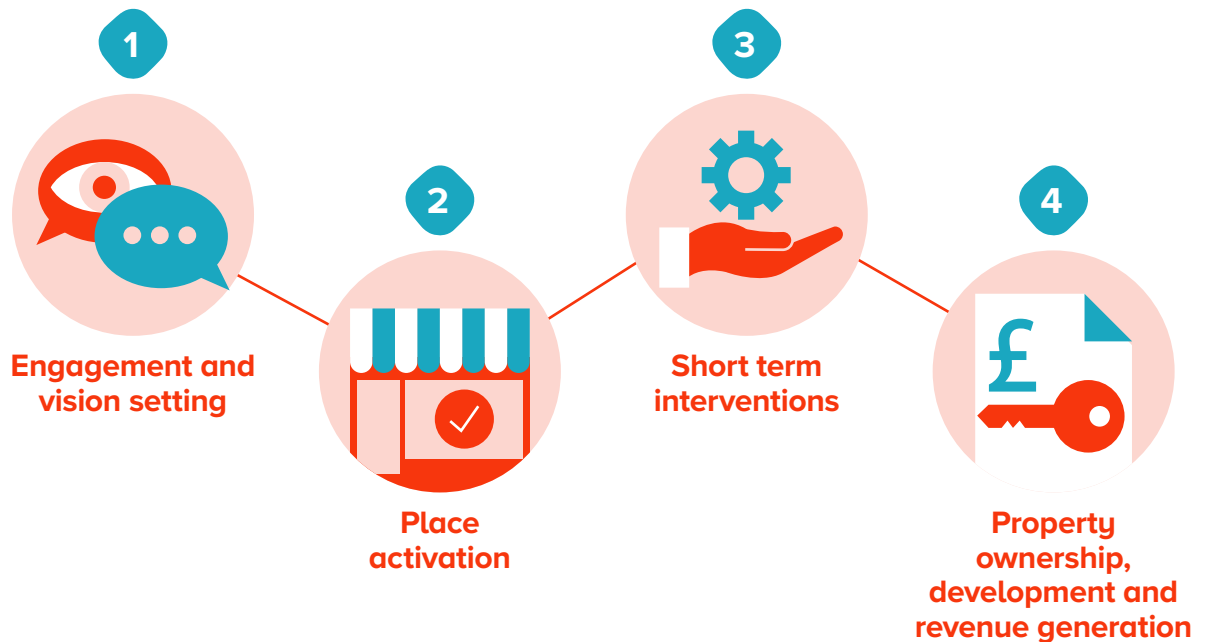 1
Engagement and
vision setting
2
Place
activation
3
Short term
interventions
4
£
Property
ownership,
development and
revenue generation